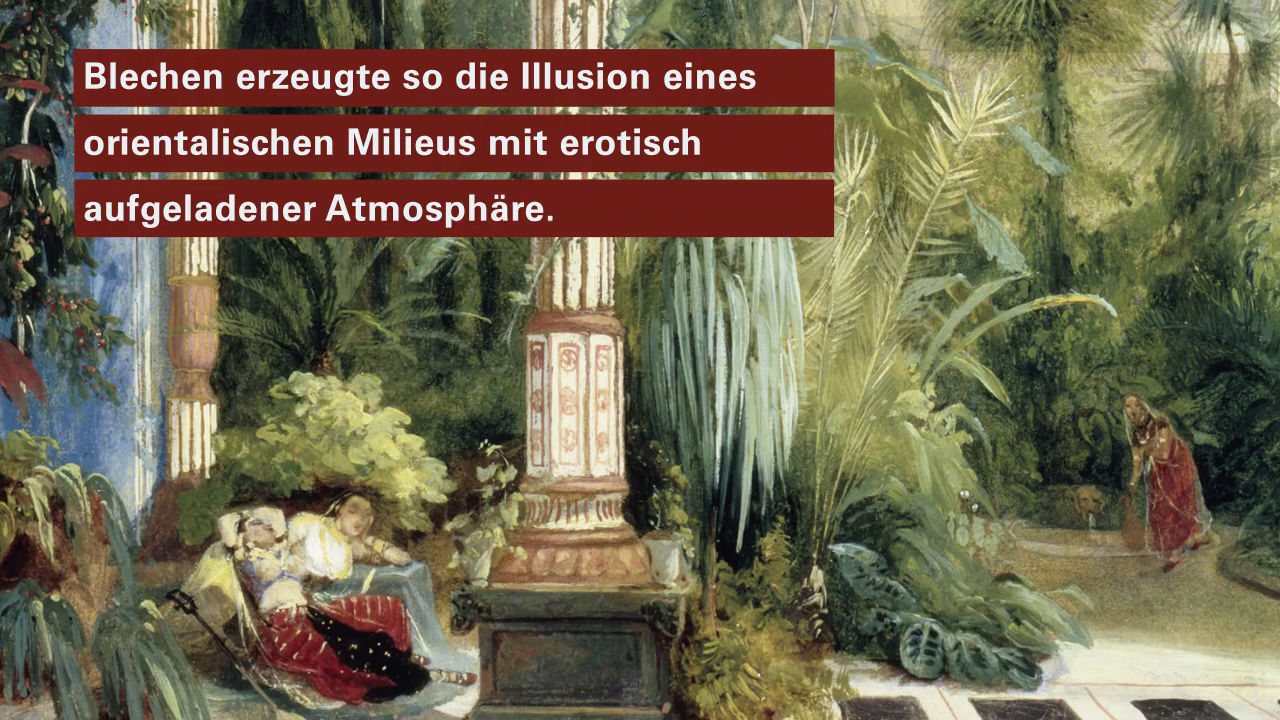 Blechen erzeugte so die Illusion eines
orientalischen Milieus mit erotisch
aufgeladener Atmosphäre.